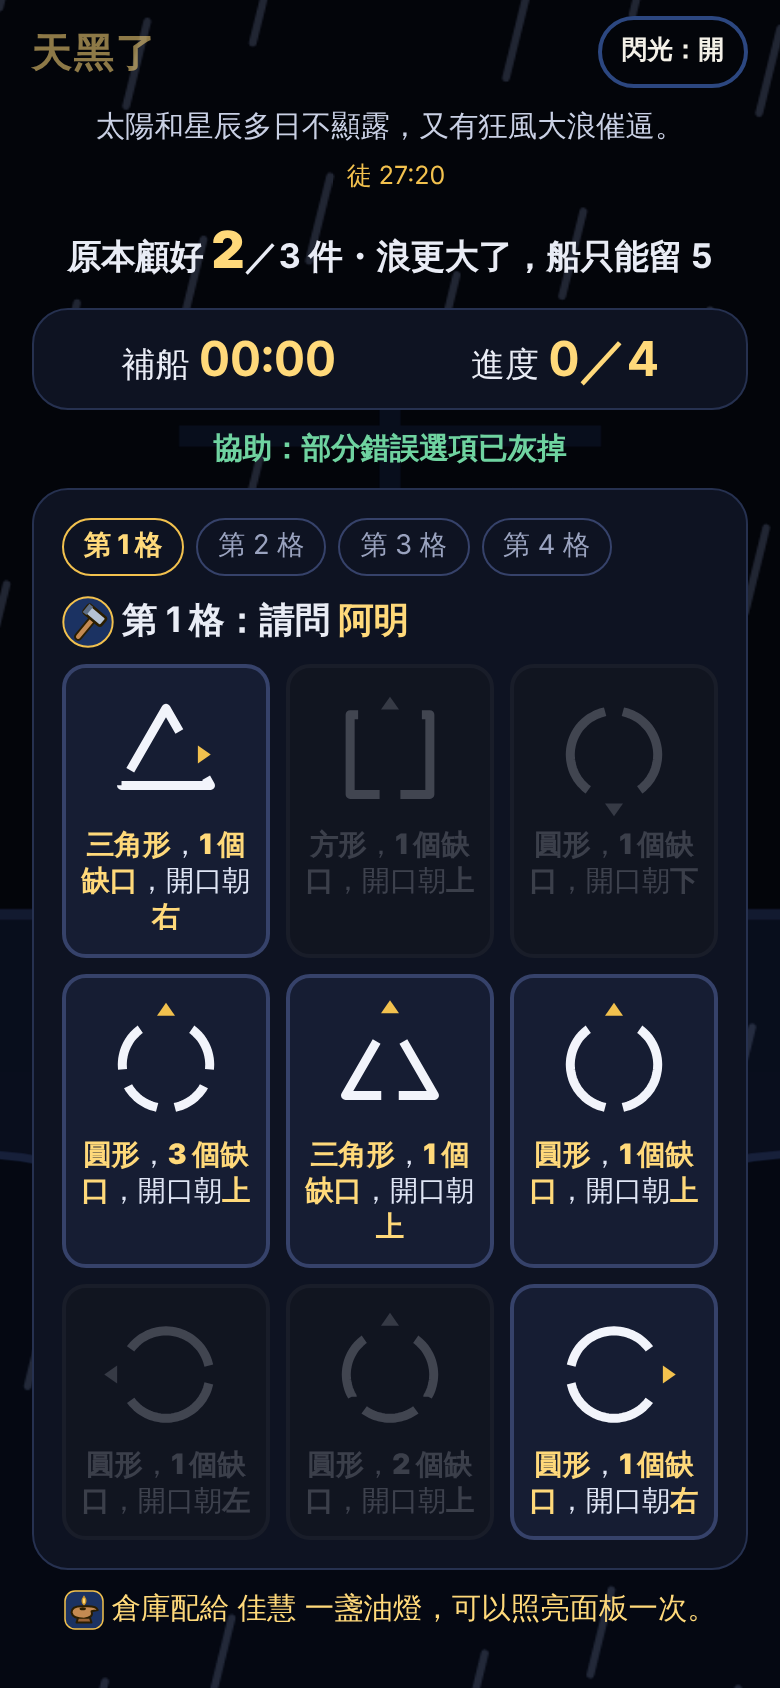 天黑了
閃光：開
太陽和星辰多日不顯露，又有狂風大浪催逼。
徒 27:20
原本顧好 2／3 件・浪更大了，船只能留 5
補船 00:00
進度 0／4
協助：部分錯誤選項已灰掉
第 1 格
第 2 格
第 3 格
第 4 格
第 1 格：請問 阿明
三角形，1 個
缺口，開口朝
右
方形，1 個缺
口，開口朝上
圓形，1 個缺
口，開口朝下
圓形，3 個缺
口，開口朝上
三角形，1 個
缺口，開口朝
上
圓形，1 個缺
口，開口朝上
圓形，1 個缺
口，開口朝左
圓形，2 個缺
口，開口朝上
圓形，1 個缺
口，開口朝右
倉庫配給 佳慧 一盞油燈，可以照亮面板一次。